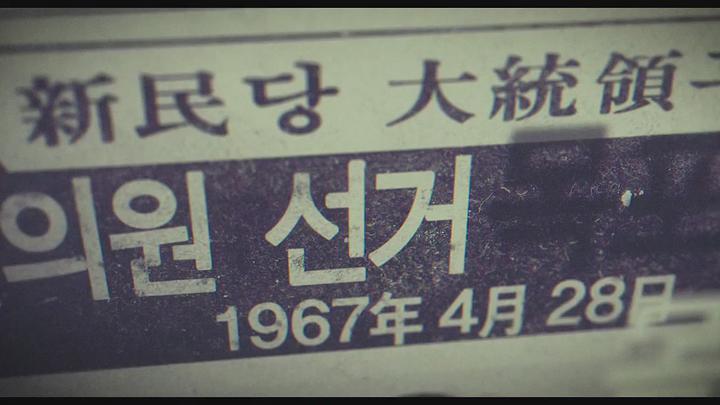 新民당 大統領
의원 선거
1967年 4月 28日